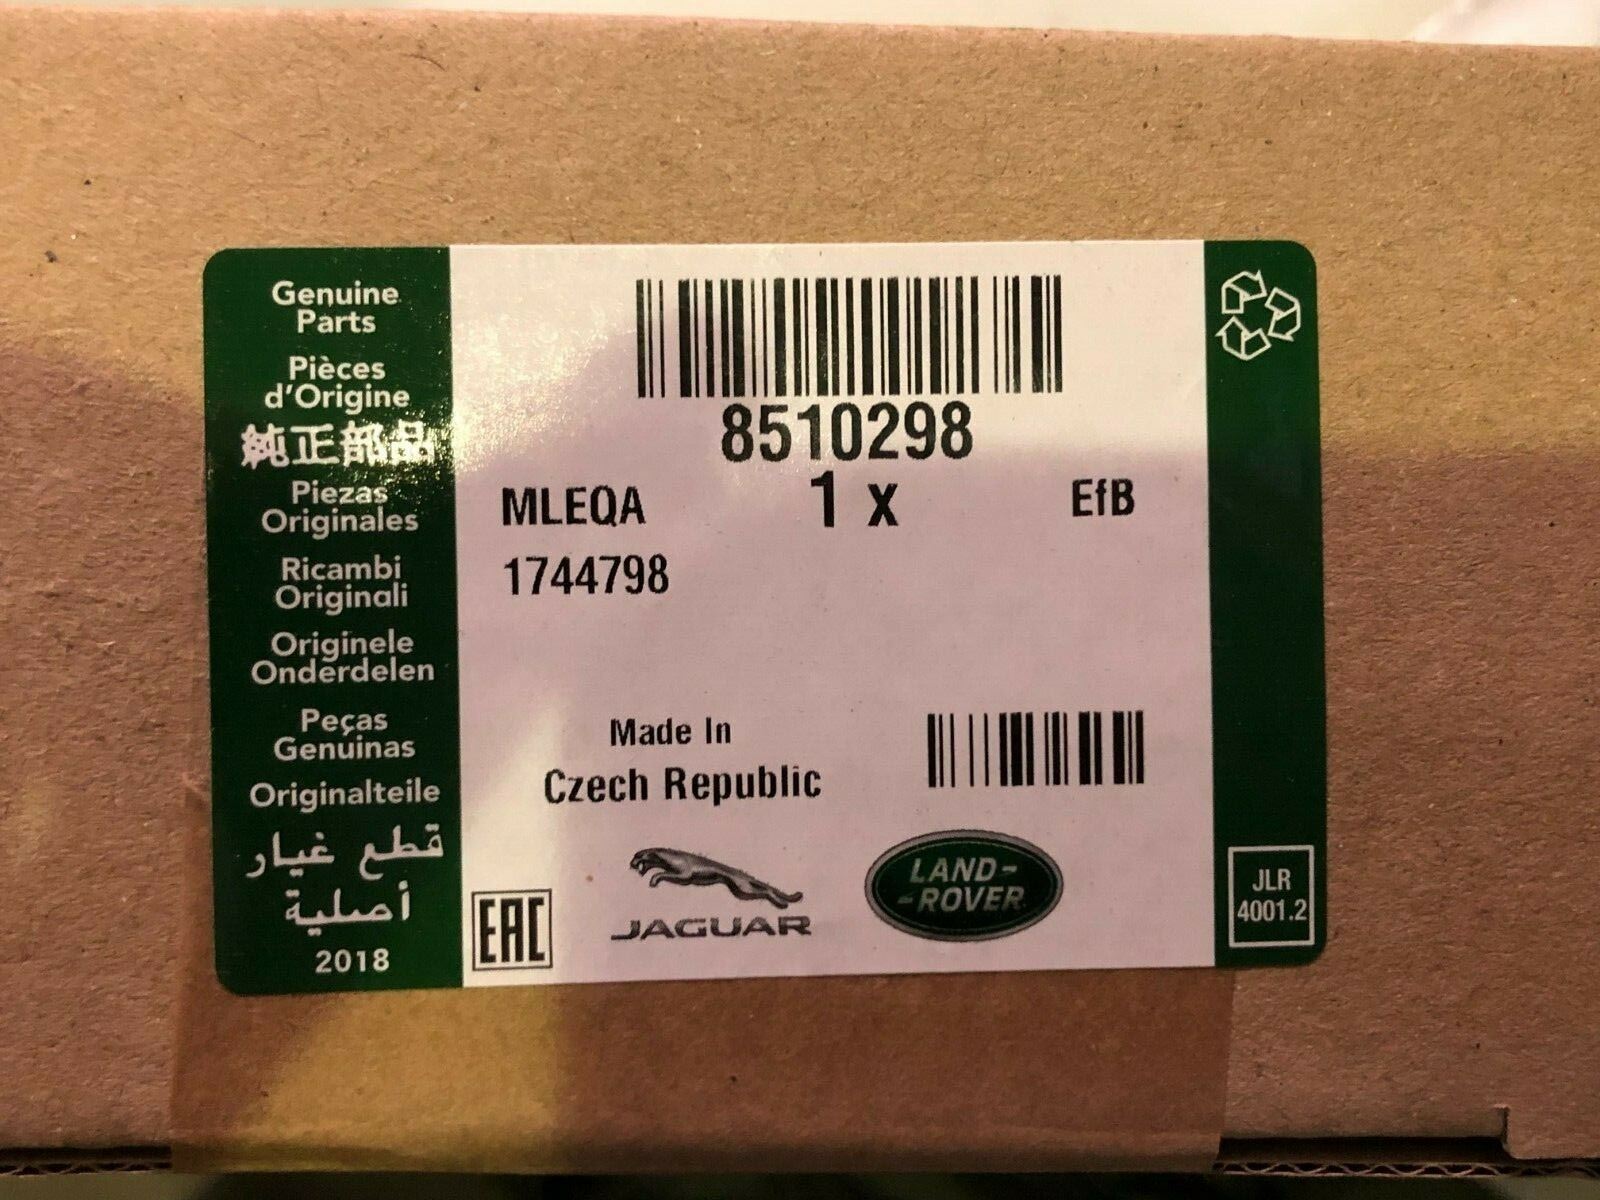 Genuine
Parts
Pièces
d'Origine
純正部品
Piezas
Originales
Ricambi
Originali
Originele
Onderdelen
Peças
Genuinas
Originalteile
قطع غيار
أصلية
2018
8510298
MLEQA 1 x EfB
1744798
Made In
Czech Republic
EAC
JAGUAR
LAND-
-ROVER
JLR
4001.2